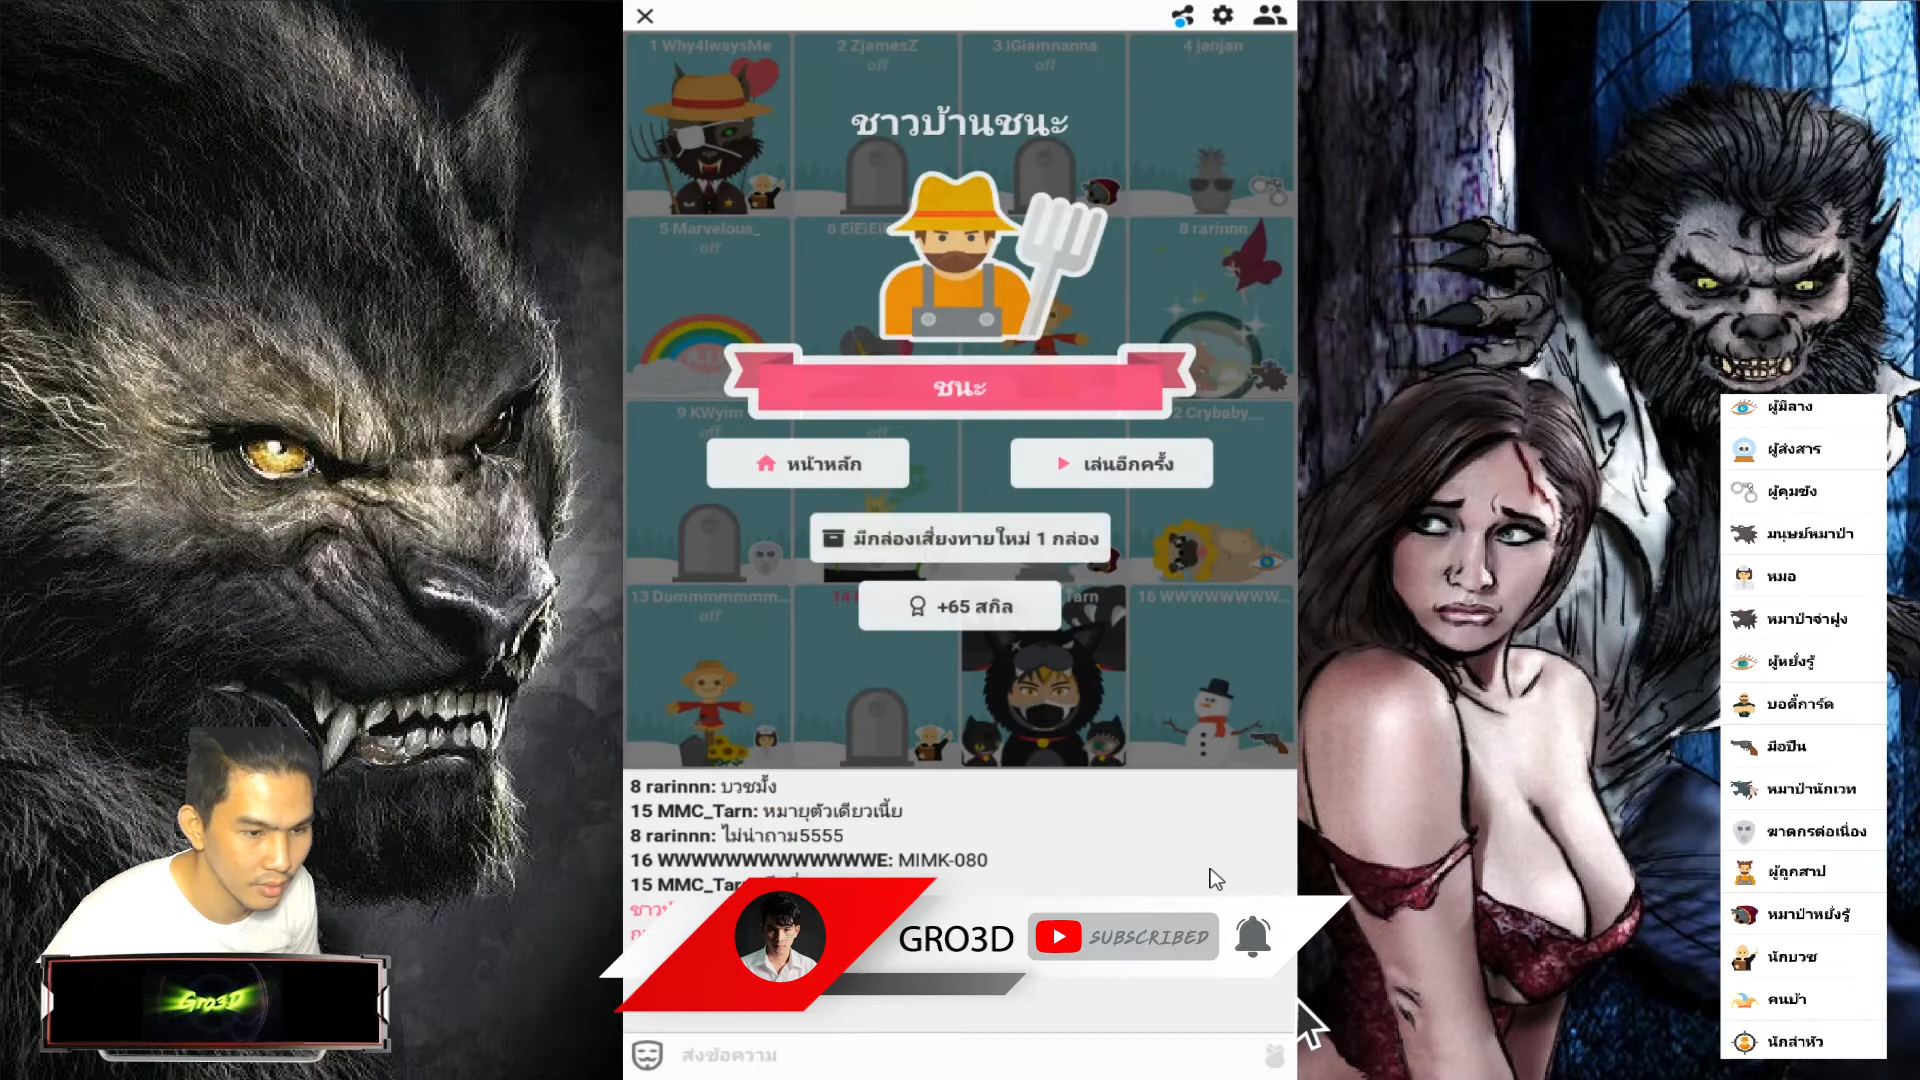 1 Why4lwaysMe
2 ZjamesZ
off
3 IGiamnanna
off
4 janjan
ชาวบ้านชนะ
5 Marvelous_
off
8 rarinnn
ชนะ
9 KWyim
off
off
2 Crybaby__
หน้าหลัก
เล่นอีกครั้ง
มีกล่องเสี่ยงทายใหม่ 1 กล่อง
13 Dummmmmmm...
off
14
+65 สกิล
Tarn
16 WWWWWWWW...
8 rarinnn: บวชมั้ง
15 MMC_Tarn: หมายุตัวเดียวเนี้ย
8 rarinnn: ไม่น่าถาม5555
16 WWWWWWWWWWWWWE: MIMK-080
15 MMC_Tar
GRO3D
SUBSCRIBED
Gro3D
ส่งข้อความ
ผู้มีลาง
ผู้ส่งสาร
ผู้คุมขัง
มนุษย์หมาป่า
หมอ
หมาป่าจ่าฝูง
ผู้หยั่งรู้
บอดี้การ์ด
มือปืน
หมาป่านักเวท
ฆาตกรต่อเนื่อง
ผู้ถูกสาป
หมาป่าหยั่งรู้
นักบวช
คนบ้า
นักล่าหัว